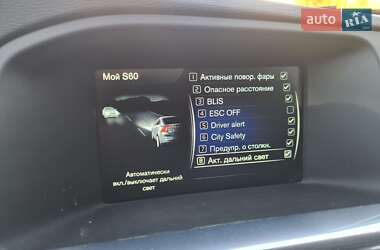 auto RIA
Мой S60
1 Активные повор. фары
2 Опасное расстояние
3 BLIS
4 ESC OFF
5 Driver alert
6 City Safety
7 Предупр. о столкн.
8 Акт. дальний свет
Автоматически
вкл./выключает дальний
свет